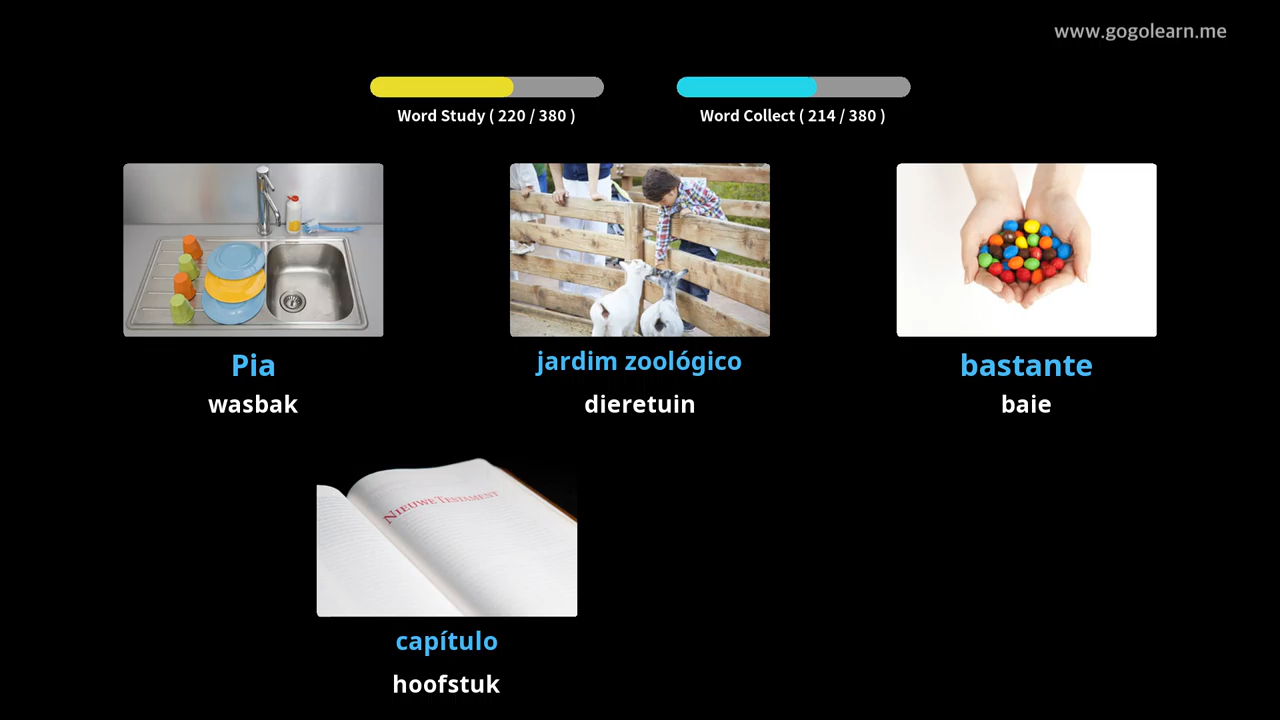 www.gogolearn.me
Word Study ( 220 / 380 )
Word Collect ( 214 / 380 )
Pia
wasbak
jardim zoológico
dieretuin
bastante
baie
NIEUWE TESTAMENT
capítulo
hoofstuk